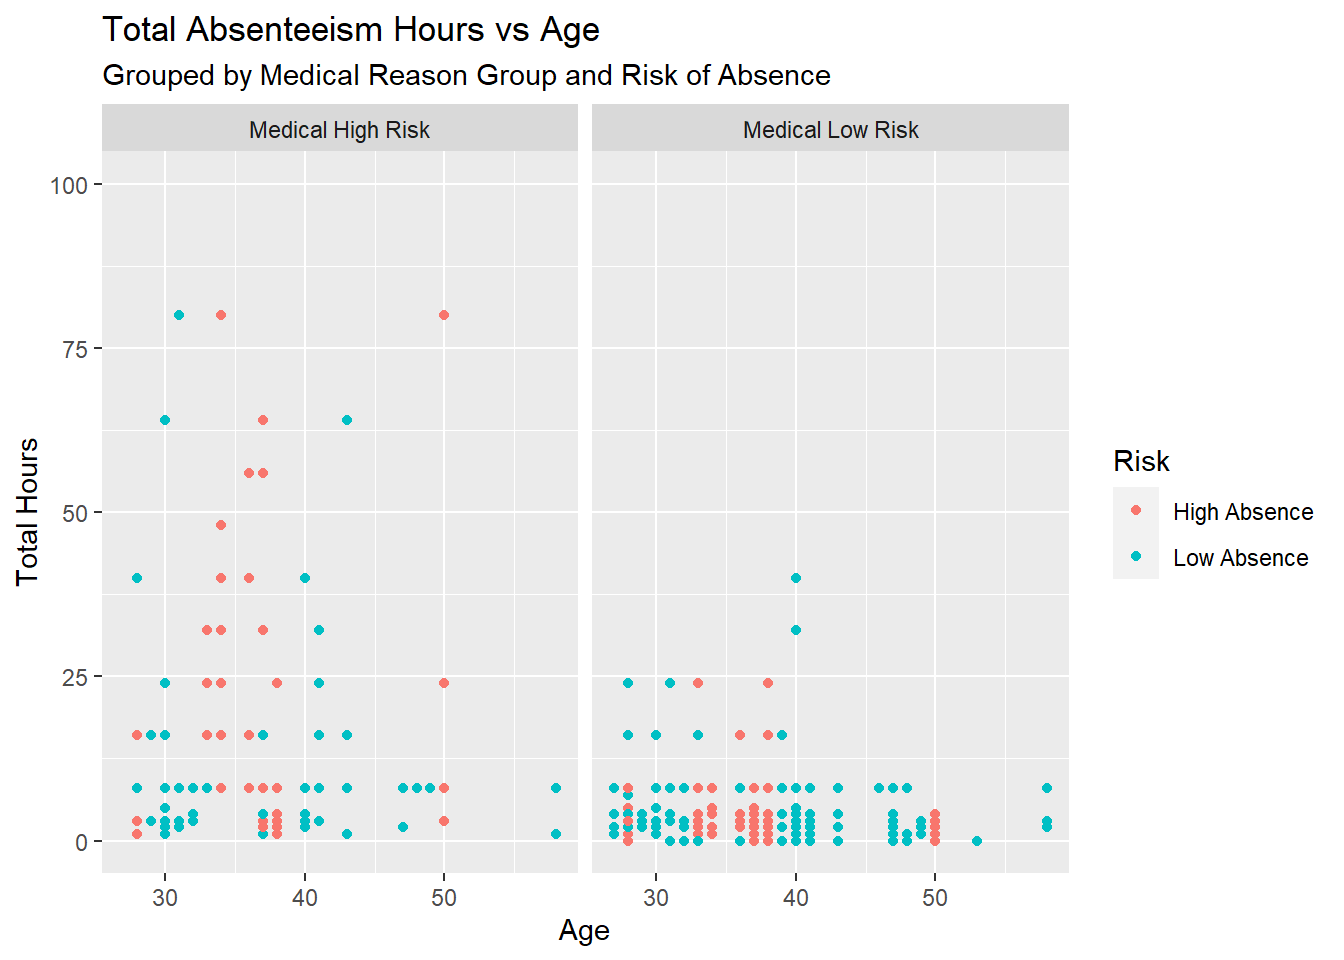 Total Absenteeism Hours vs Age
Grouped by Medical Reason Group and Risk of Absence
Medical High Risk
Medical Low Risk
100
75
50
25
0
Total Hours
30
40
50
30
40
50
Age
Risk
High Absence
Low Absence